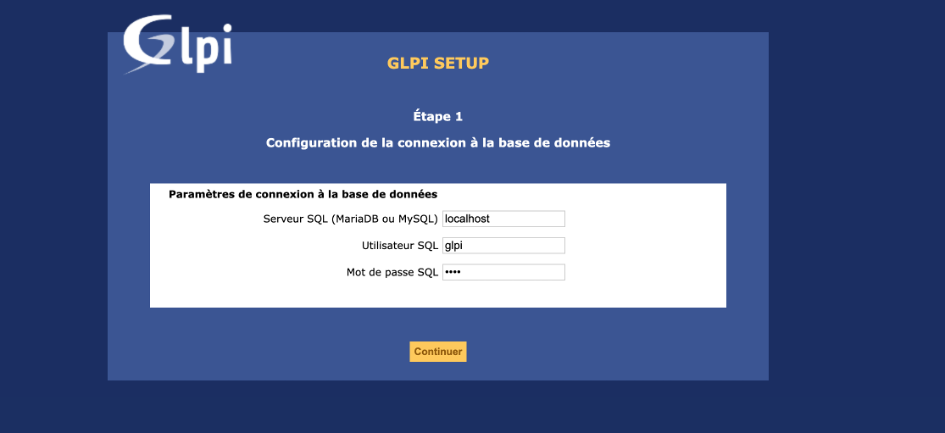 Glpi
GLPI SETUP
Étape 1
Configuration de la connexion à la base de données
Paramètres de connexion à la base de données
Serveur SQL (MariaDB ou MySQL) localhost
Utilisateur SQL glpi
Mot de passe SQL ••••
Continuer